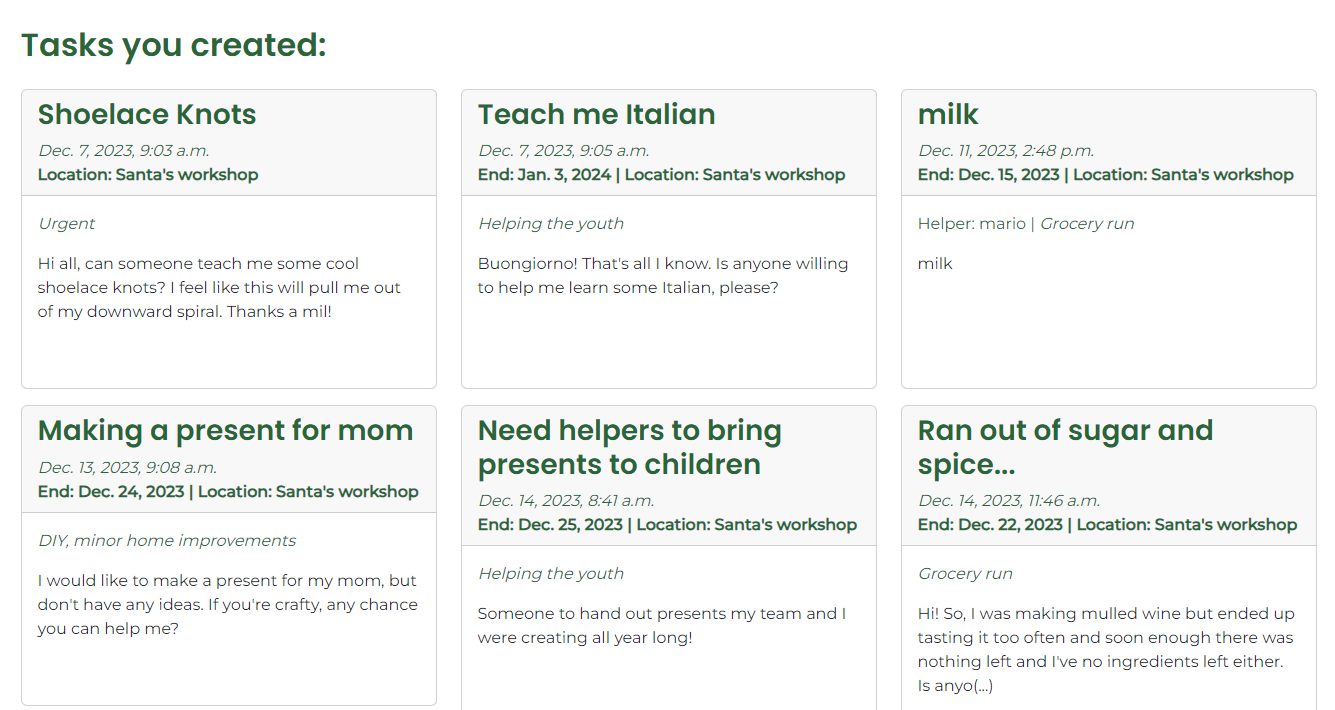 Tasks you created:
Shoelace Knots
Dec. 7, 2023, 9:03 a.m.
Location: Santa's workshop
Urgent
Hi all, can someone teach me some cool
shoelace knots? I feel like this will pull me out
of my downward spiral. Thanks a mil!
Teach me Italian
Dec. 7, 2023, 9:05 a.m.
End: Jan. 3, 2024 | Location: Santa's workshop
Helping the youth
Buongiorno! That's all I know. Is anyone willing
to help me learn some Italian, please?
milk
Dec. 11, 2023, 2:48 p.m.
End: Dec. 15, 2023 | Location: Santa's workshop
Helper: mario | Grocery run
milk
Making a present for mom
Dec. 13, 2023, 9:08 a.m.
End: Dec. 24, 2023 | Location: Santa's workshop
DIY, minor home improvements
I would like to make a present for my mom, but
don't have any ideas. If you're crafty, any chance
you can help me?
Need helpers to bring
presents to children
Dec. 14, 2023, 8:41 a.m.
End: Dec. 25, 2023 | Location: Santa's workshop
Helping the youth
Someone to hand out presents my team and I
were creating all year long!
Ran out of sugar and
spice...
Dec. 14, 2023, 11:46 a.m.
End: Dec. 22, 2023 | Location: Santa's workshop
Grocery run
Hi! So, I was making mulled wine but ended up
tasting it too often and soon enough there was
nothing left and I've no ingredients left either.
Is anyo(...)